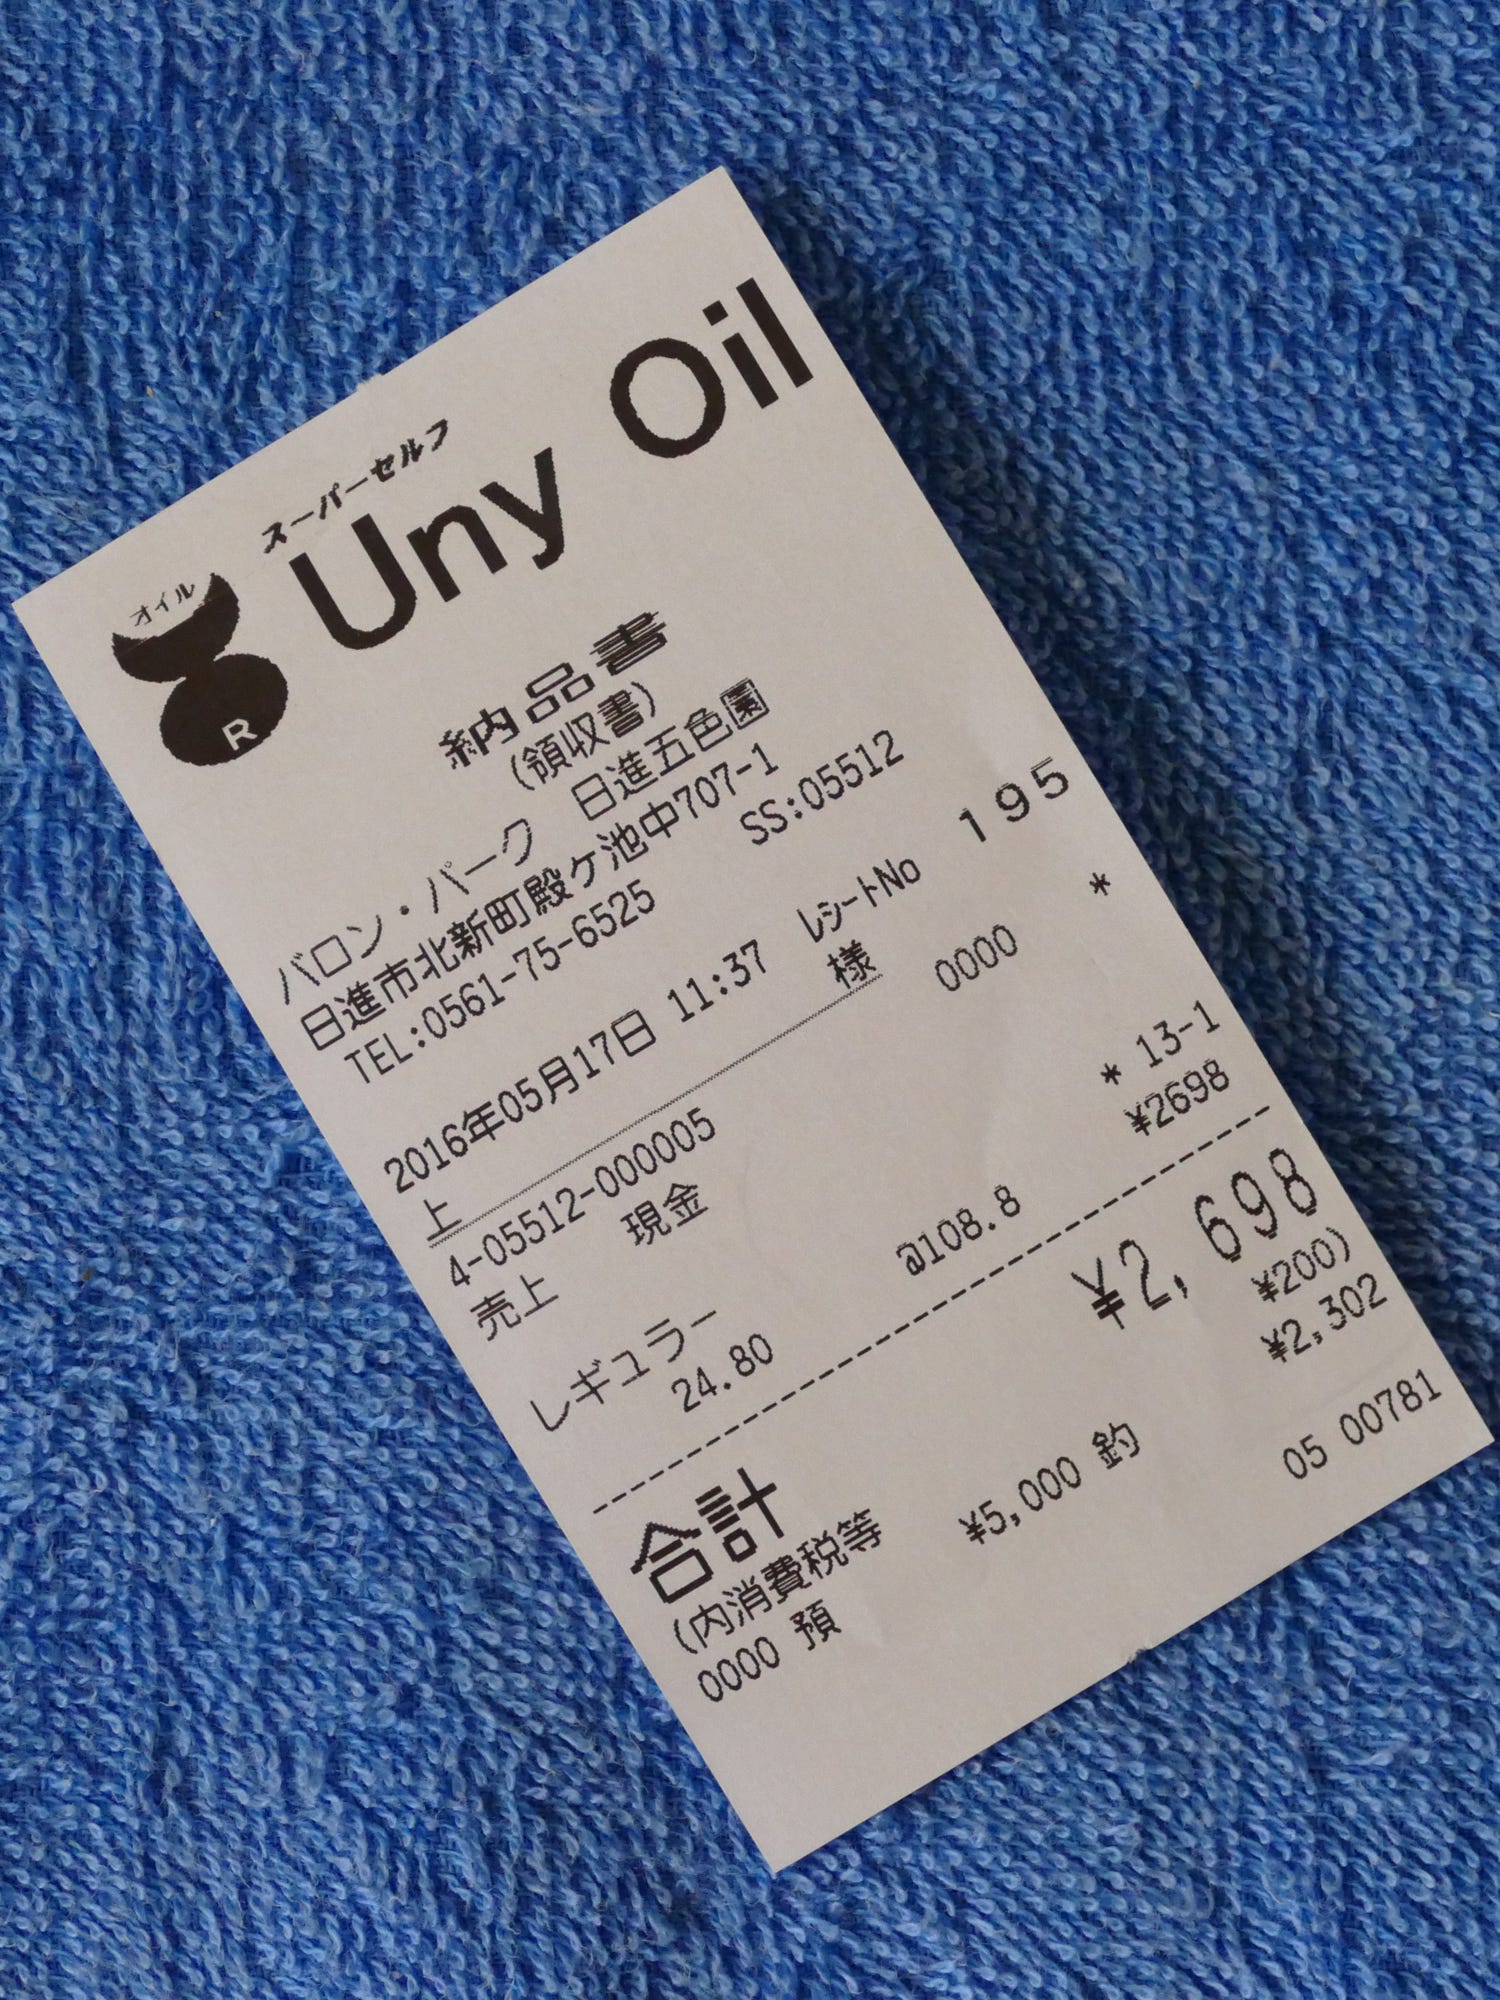 スーパーセルフ
オイル
Uny Oil
R
納品書
(領収書)
バロン・パーク 日進五色園
日進市北新町殿ヶ池中707-1
TEL:0561-75-6525 SS:05512
2016年05月17日 11:37 レシートNo 195
上 様
4-05512-000005 0000 *
売上 現金
レギュラー * 13-1
24.80 @108.8 ¥2698
合計 ¥2,698
(内消費税等 ¥200)
0000 預 ¥5,000 釣 ¥2,302
05 00781